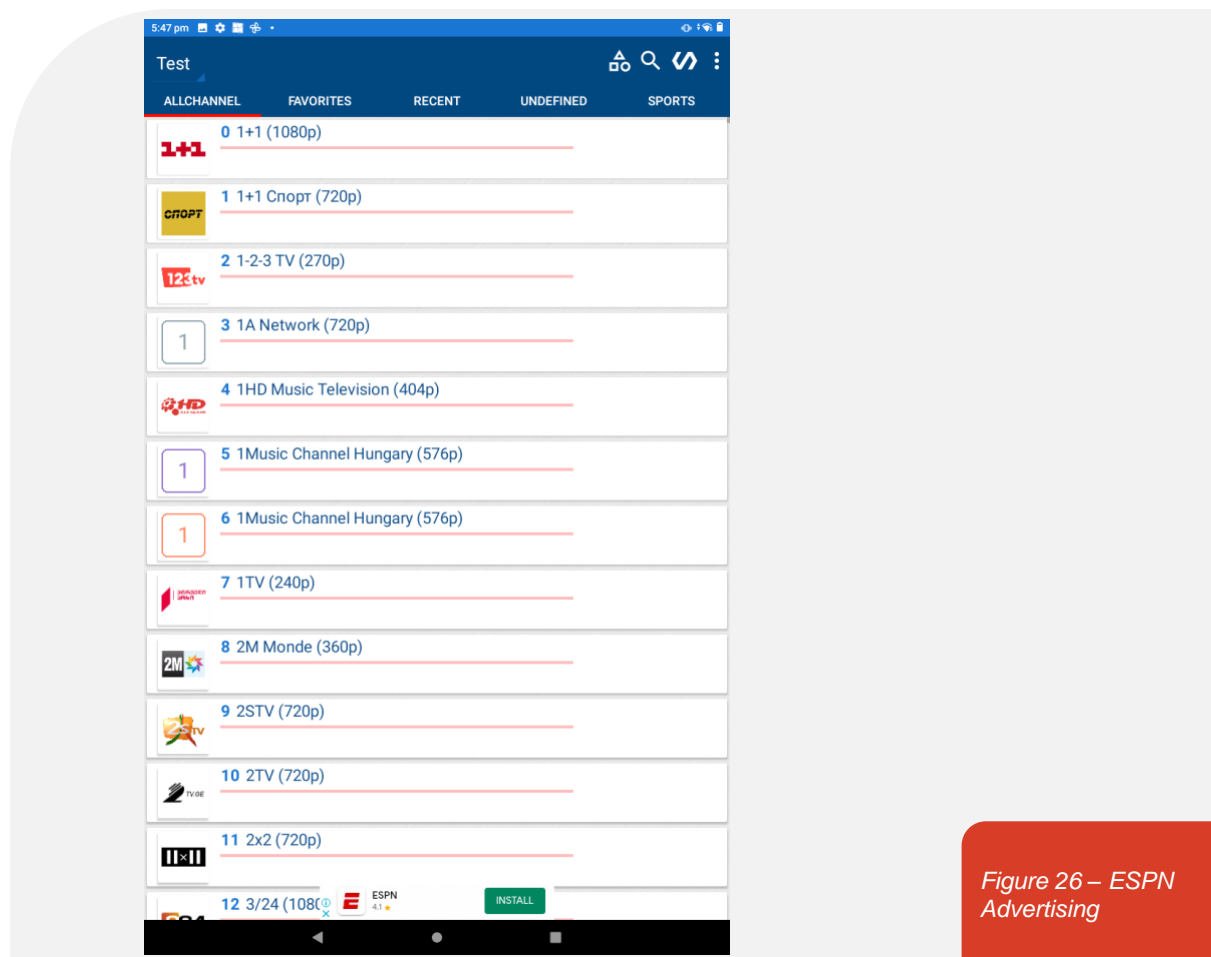 5:47 pm
Test
ALLCHANNEL FAVORITES RECENT UNDEFINED SPORTS
1+1
0 1+1 (1080p)
СПОРТ
1 1+1 Спорт (720p)
123tv
2 1-2-3 TV (270p)
1
3 1A Network (720p)
HD
4 1HD Music Television (404p)
1
5 1Music Channel Hungary (576p)
1
6 1Music Channel Hungary (576p)
7 1TV (240p)
2M
8 2M Monde (360p)
2STV
9 2STV (720p)
TV GE
10 2TV (720p)
11 2x2 (720p)
12 3/24 (1080
ESPN
4.1 ★
INSTALL
Figure 26 – ESPN
Advertising